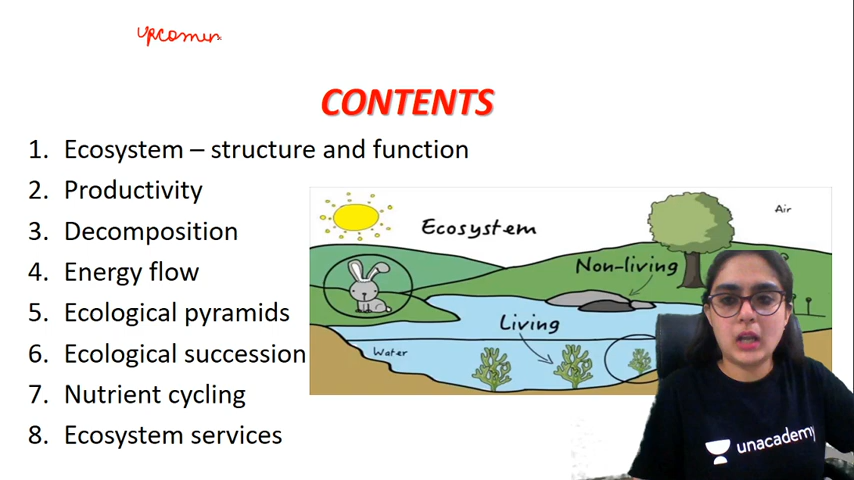 upcomin
CONTENTS
1. Ecosystem – structure and function
2. Productivity
3. Decomposition
4. Energy flow
5. Ecological pyramids
6. Ecological succession
7. Nutrient cycling
8. Ecosystem services
Ecosystem
Air
Non-living
Living
Water
unacademy